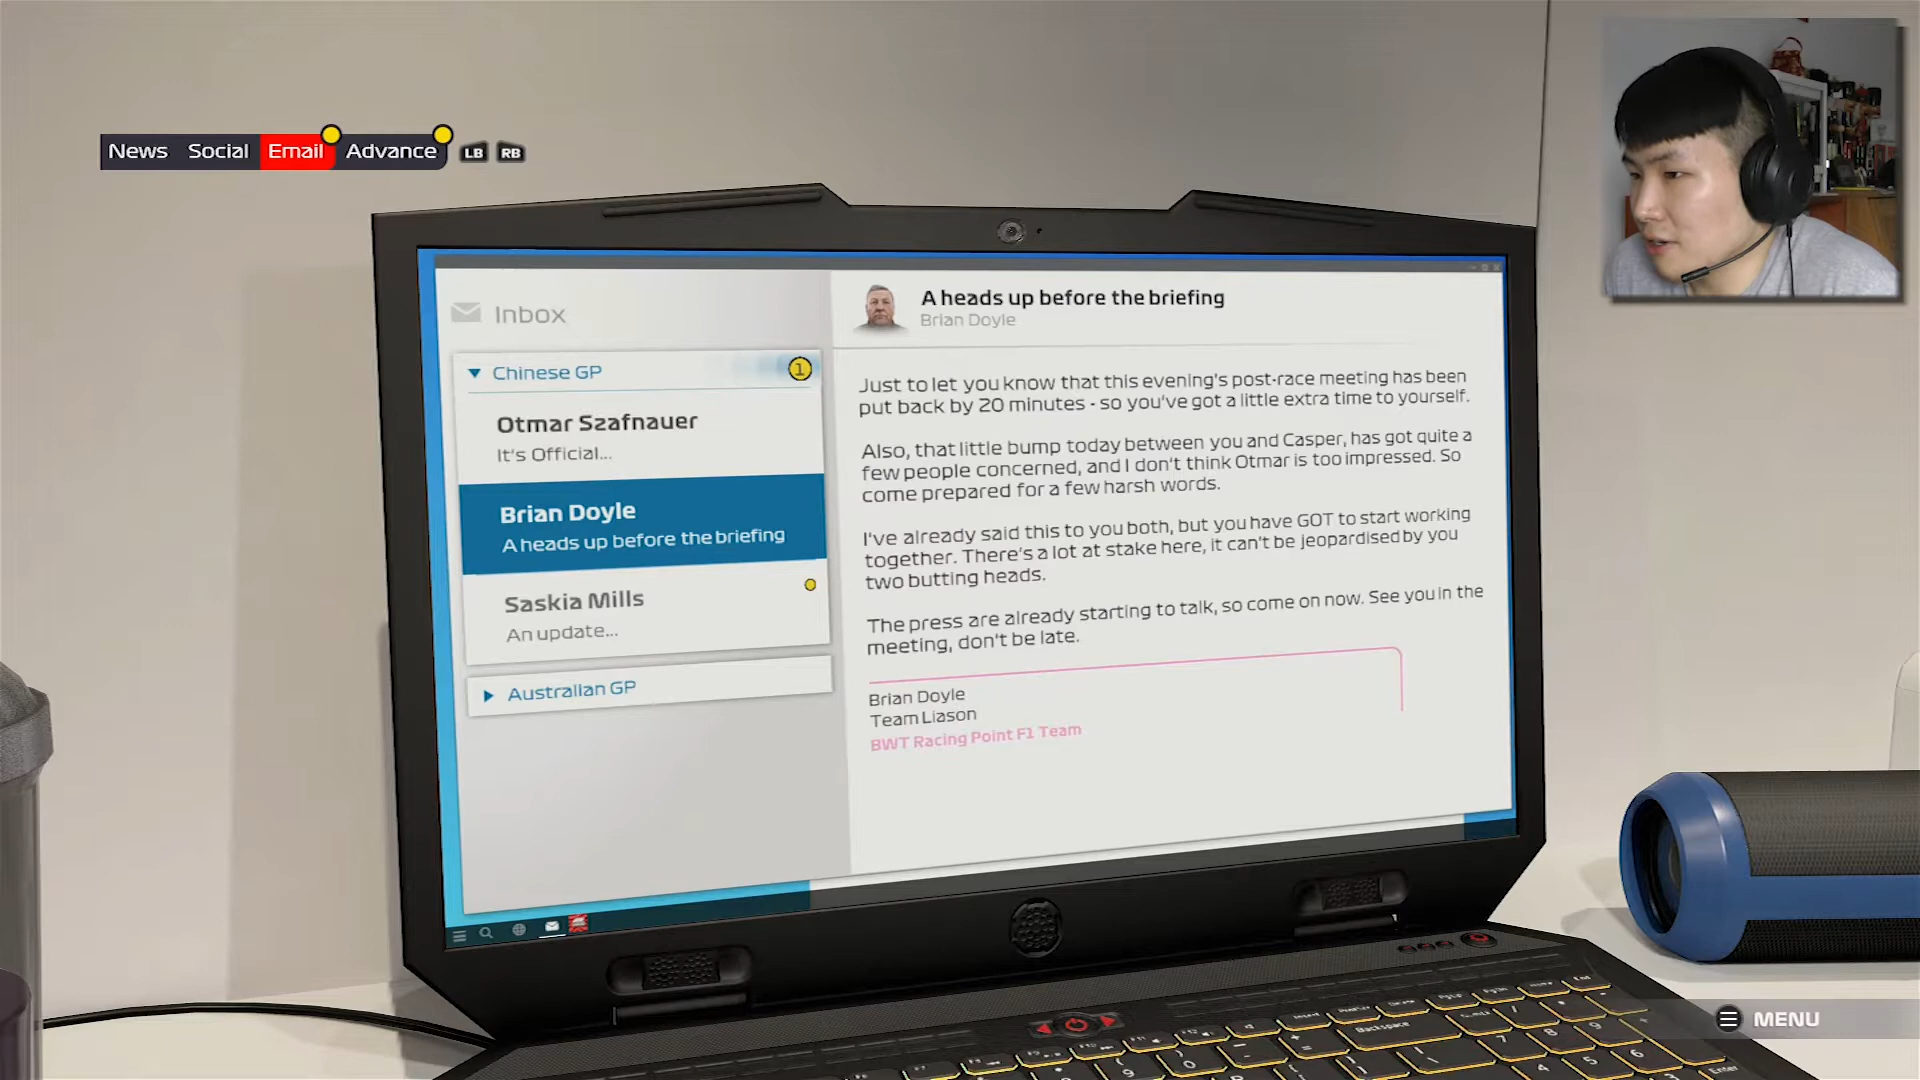 News Social Email Advance LB RB
Inbox
Chinese GP 1
Otmar Szafnauer
It's Official...
Brian Doyle
A heads up before the briefing
Saskia Mills
An update...
Australian GP
A heads up before the briefing
Brian Doyle
Just to let you know that this evening's post-race meeting has been
put back by 20 minutes - so you've got a little extra time to yourself.
Also, that little bump today between you and Casper, has got quite a
few people concerned, and I don't think Otmar is too impressed. So
come prepared for a few harsh words.
I've already said this to you both, but you have GOT to start working
together. There's a lot at stake here, it can't be jeopardised by you
two butting heads.
The press are already starting to talk, so come on now. See you in the
meeting, don't be late.
Brian Doyle
Team Liason
BWT Racing Point F1 Team
Backspace
Enter
MENU